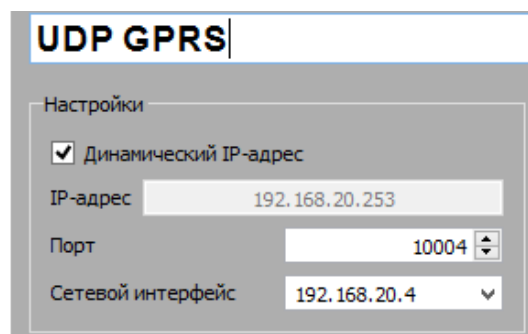 UDP GPRS
Настройки
Динамический IP-адрес
IP-адрес 192.168.20.253
Порт 10004
Сетевой интерфейс 192.168.20.4